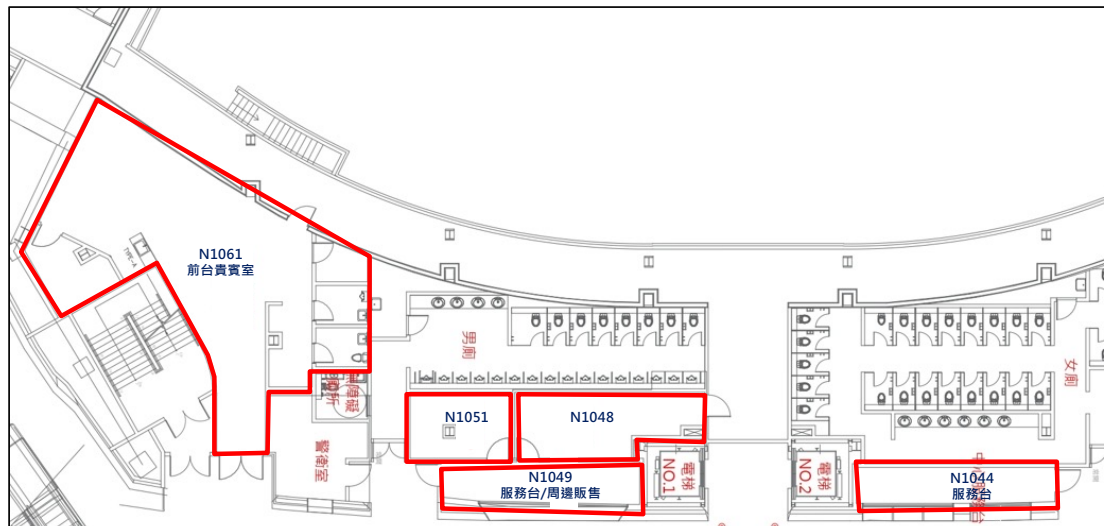 N1061
前台貴賓室
男廁
女廁
警衛室
N1051
N1048
N1049
服務台/周邊販售
電梯
NO.1
電梯
NO.2
N1044
服務台